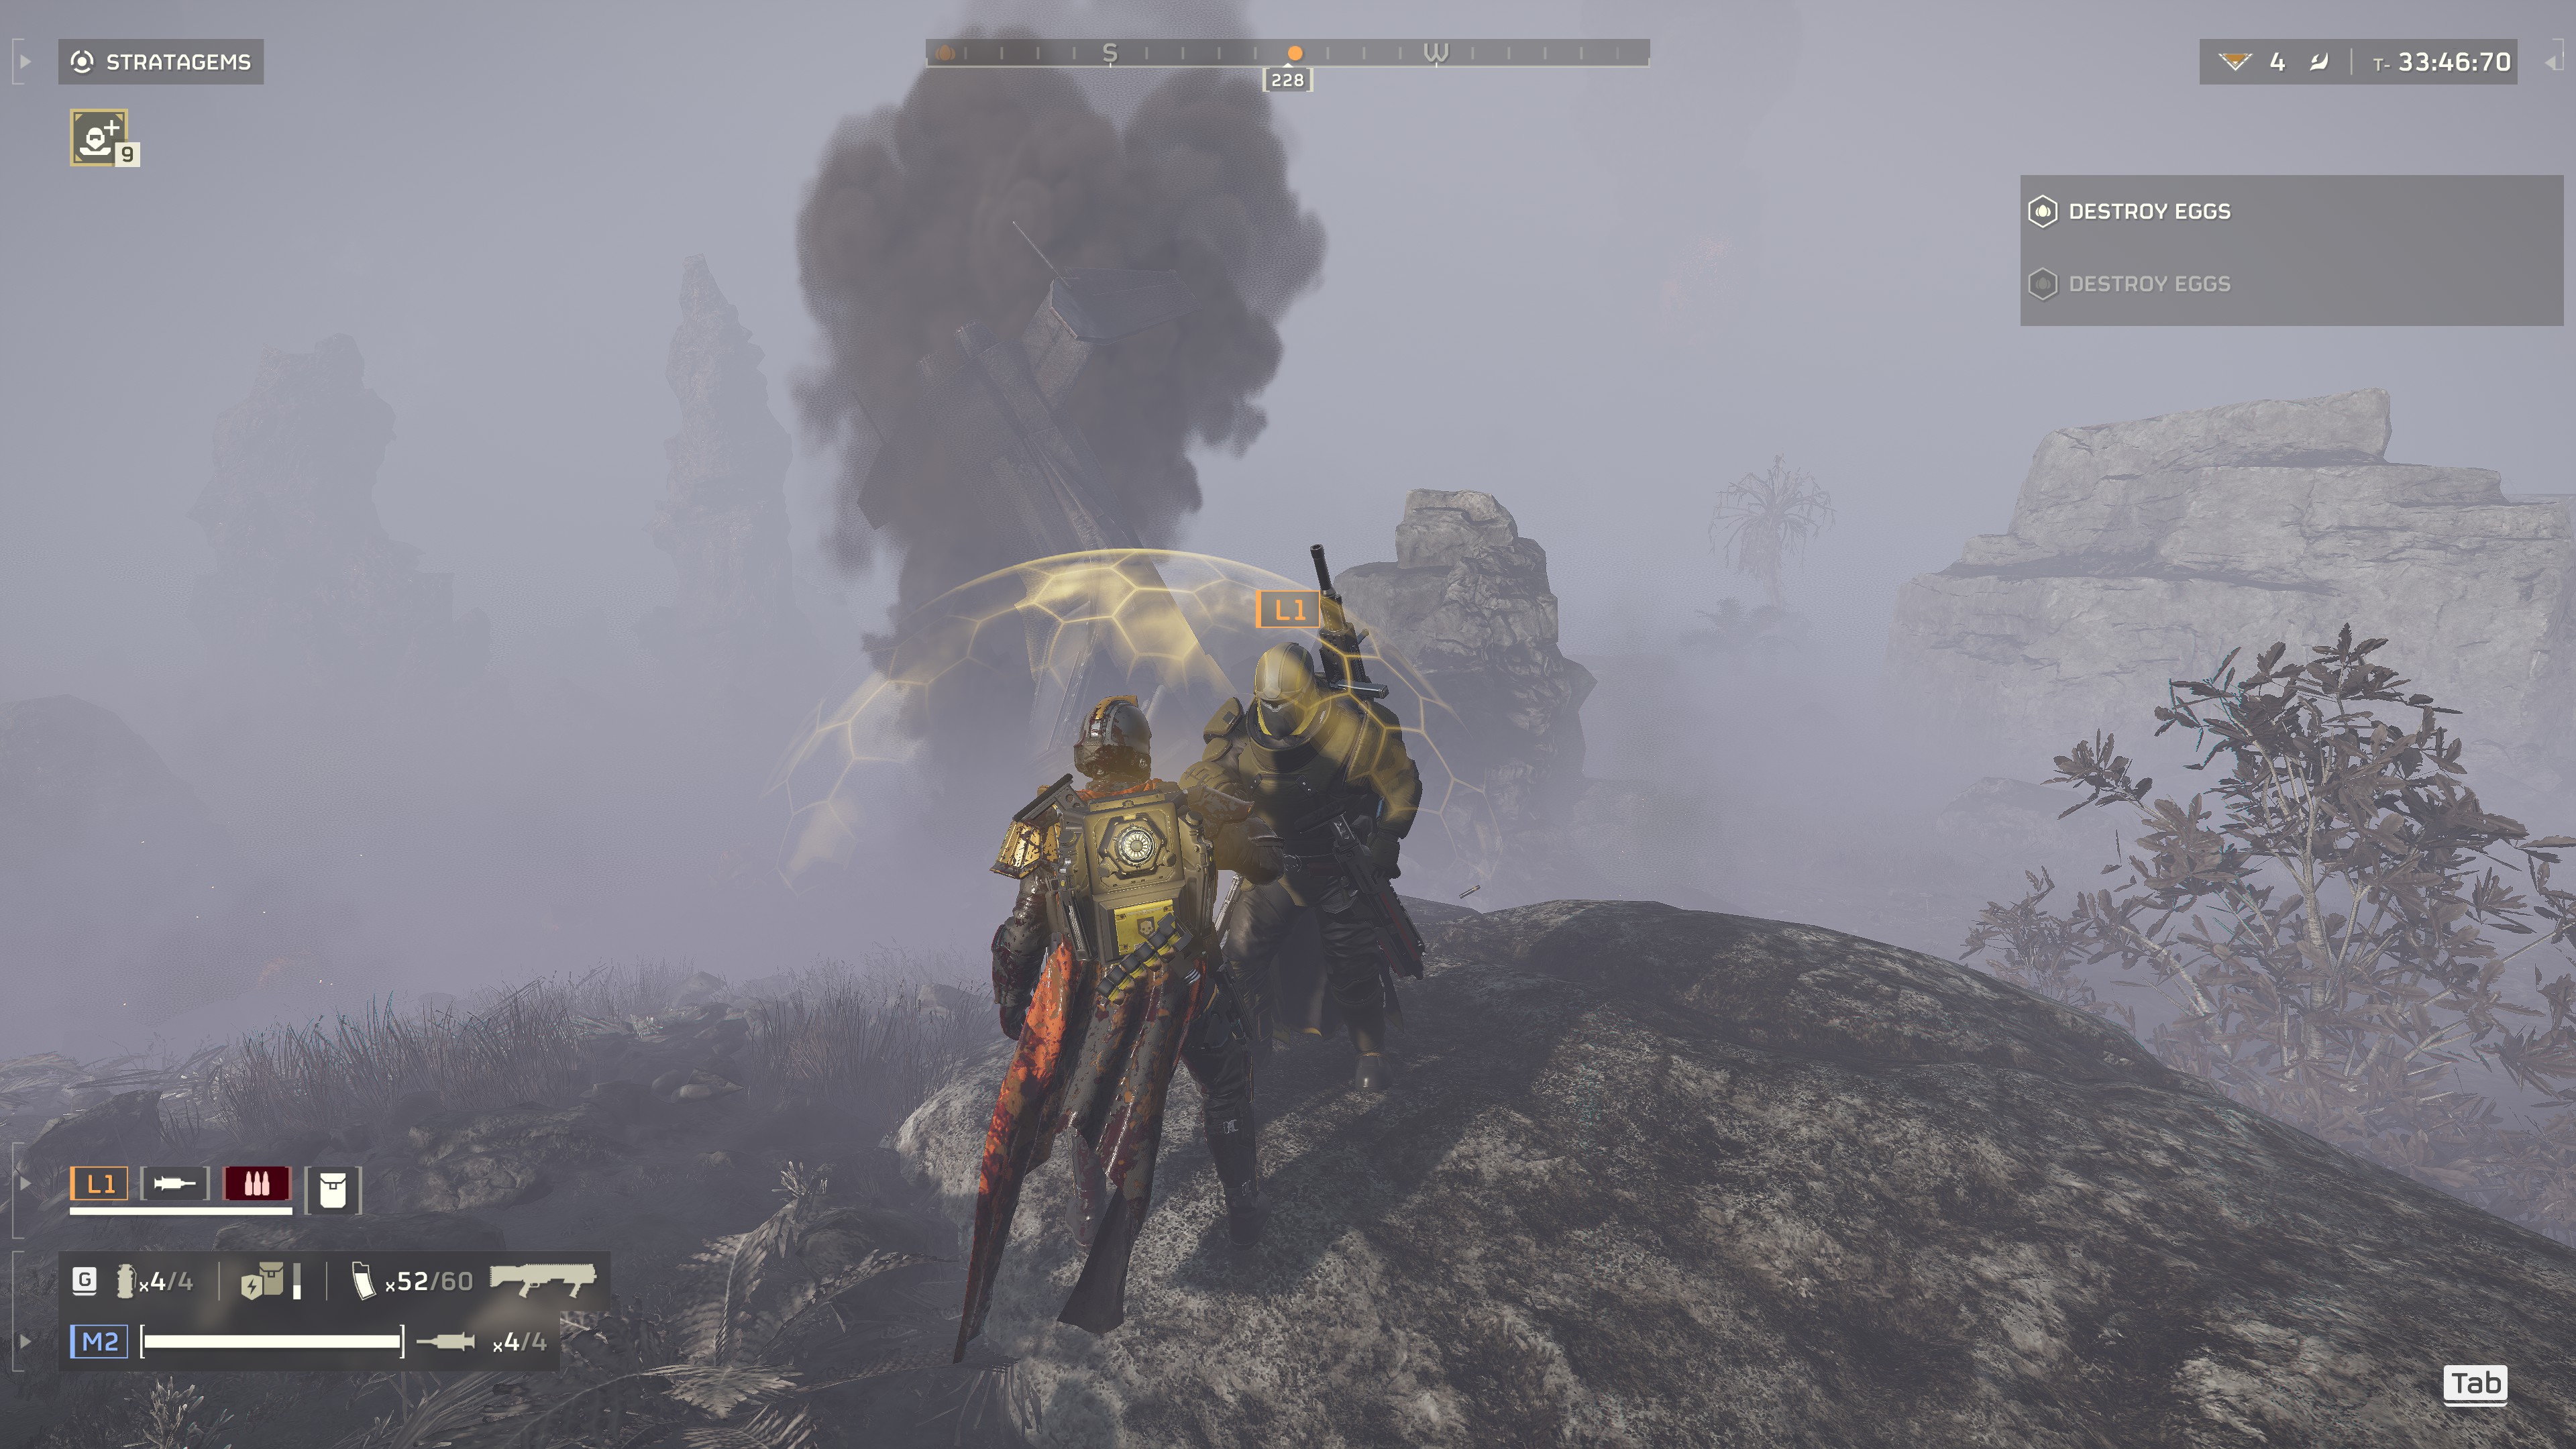 STRATAGEMS
9
S
W
228
4
T- 33:46:70
DESTROY EGGS
DESTROY EGGS
L1
L1
G x4/4 x52/60
M2 x4/4
Tab